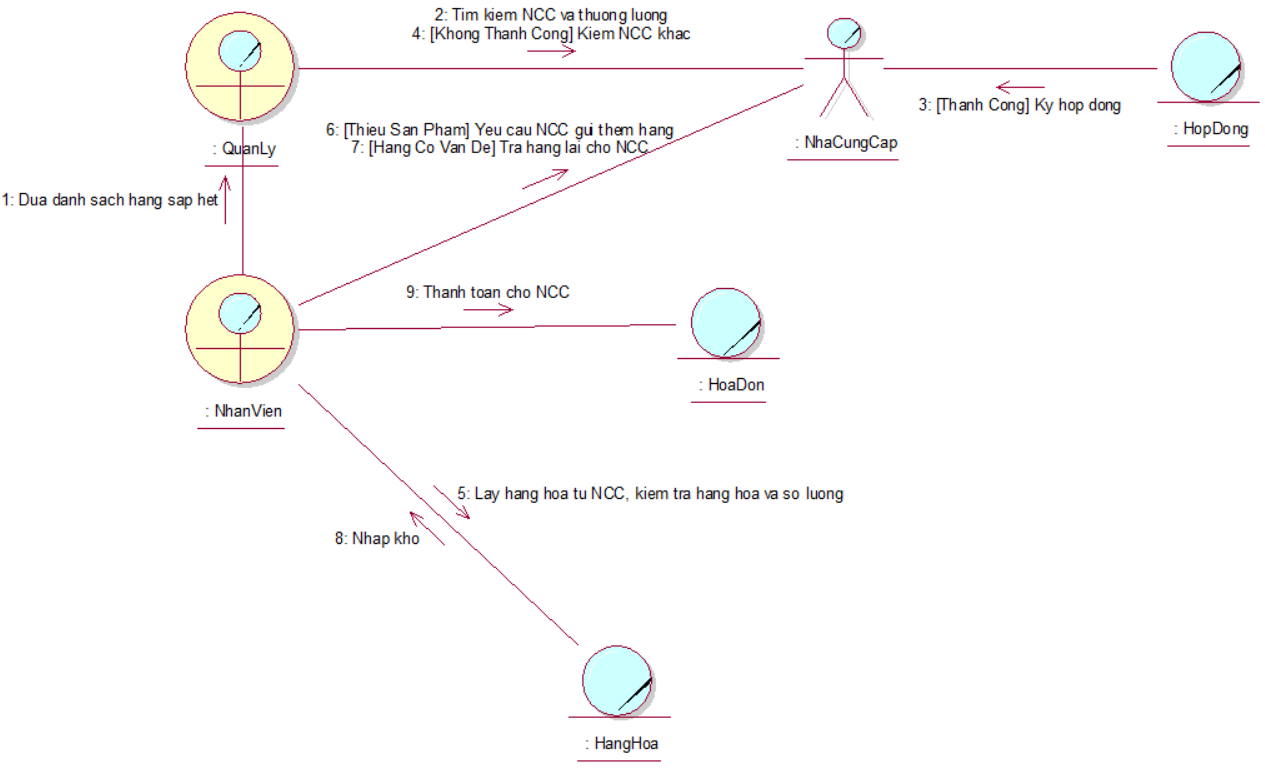 2: Tim kiem NCC va thuong luong
4: [Khong Thanh Cong] Kiem NCC khac
3: [Thanh Cong] Ky hop dong
: HopDong
: NhaCungCap
6: [Thieu San Pham] Yeu cau NCC gui them hang
7: [Hang Co Van De] Tra hang lai cho NCC
: QuanLy
1: Dua danh sach hang sap het
9: Thanh toan cho NCC
: HoaDon
: NhanVien
5: Lay hang hoa tu NCC, kiem tra hang hoa va so luong
8: Nhap kho
: HangHoa